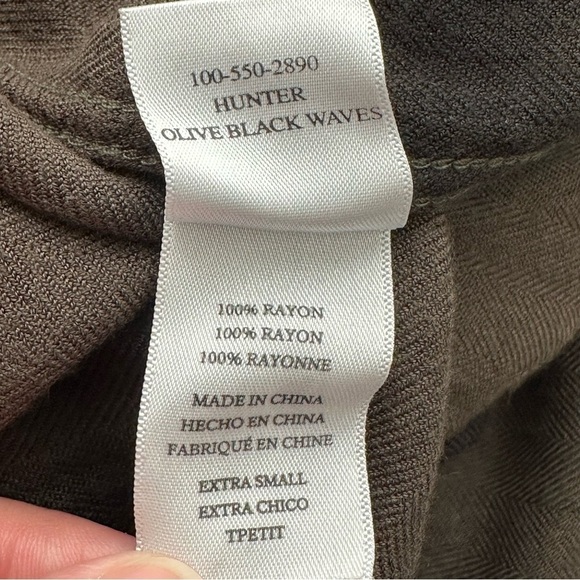 100-550-2890
HUNTER
OLIVE BLACK WAVES
100% RAYON
100% RAYON
100% RAYONNE
MADE IN CHINA
HECHO EN CHINA
FABRIQUÉ EN CHINE
EXTRA SMALL
EXTRA CHICO
TPETIT